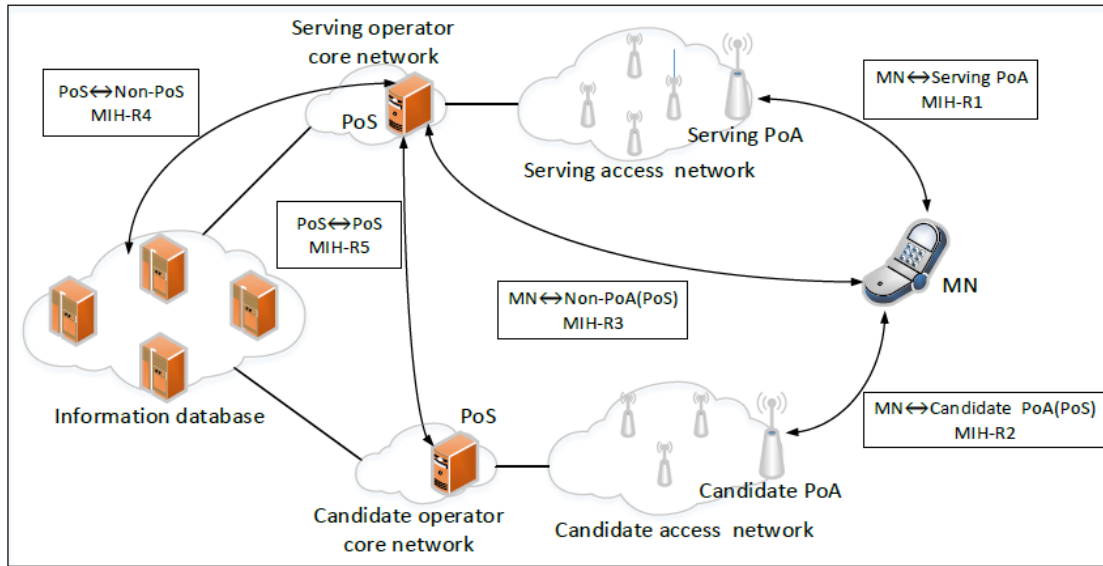 Serving operator
core network
PoS↔Non-PoS
MIH-R4
PoS
MN↔Serving PoA
MIH-R1
Serving PoA
Serving access network
PoS↔PoS
MIH-R5
MN↔Non-PoA(PoS)
MIH-R3
MN
Information database
PoS
MN↔Candidate PoA(PoS)
MIH-R2
Candidate PoA
Candidate operator
core network
Candidate access network